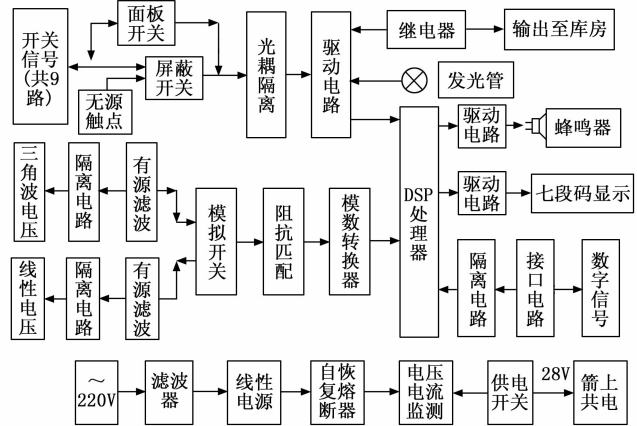 开关
信号
(共9
路)
面板
开关
屏蔽
开关
无源
触点
光
耦
隔
离
驱
动
电
路
继电器
输出至库房
发光管
驱动
电路
蜂鸣器
三
角
波
电
压
隔
离
电
路
有
源
滤
波
模
拟
开
关
阻
抗
匹
配
模
数
转
换
器
DSP
处
理
器
驱动
电路
七段码显示
线
性
电
压
隔
离
电
路
有
源
滤
波
隔
离
电
路
接
口
电
路
数
字
信
号
～
220V
滤波
器
线性
电源
自恢
复熔
断器
电压
电流
监测
供电
开关
28V
箭上
共电